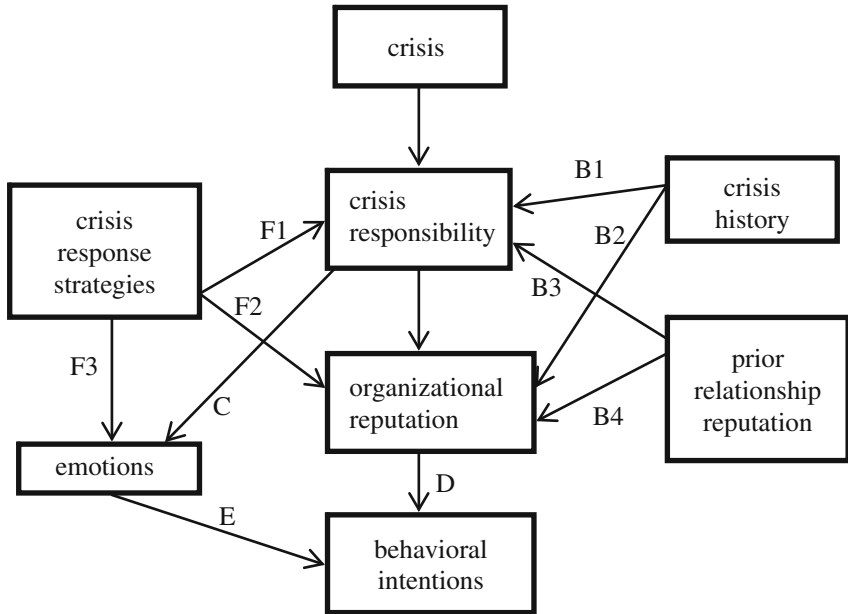 crisis
crisis
responsibility
B1
crisis
history
crisis
response
strategies
F1
B2
F2
B3
F3
C
organizational
reputation
B4
prior
relationship
reputation
emotions
D
E
behavioral
intentions